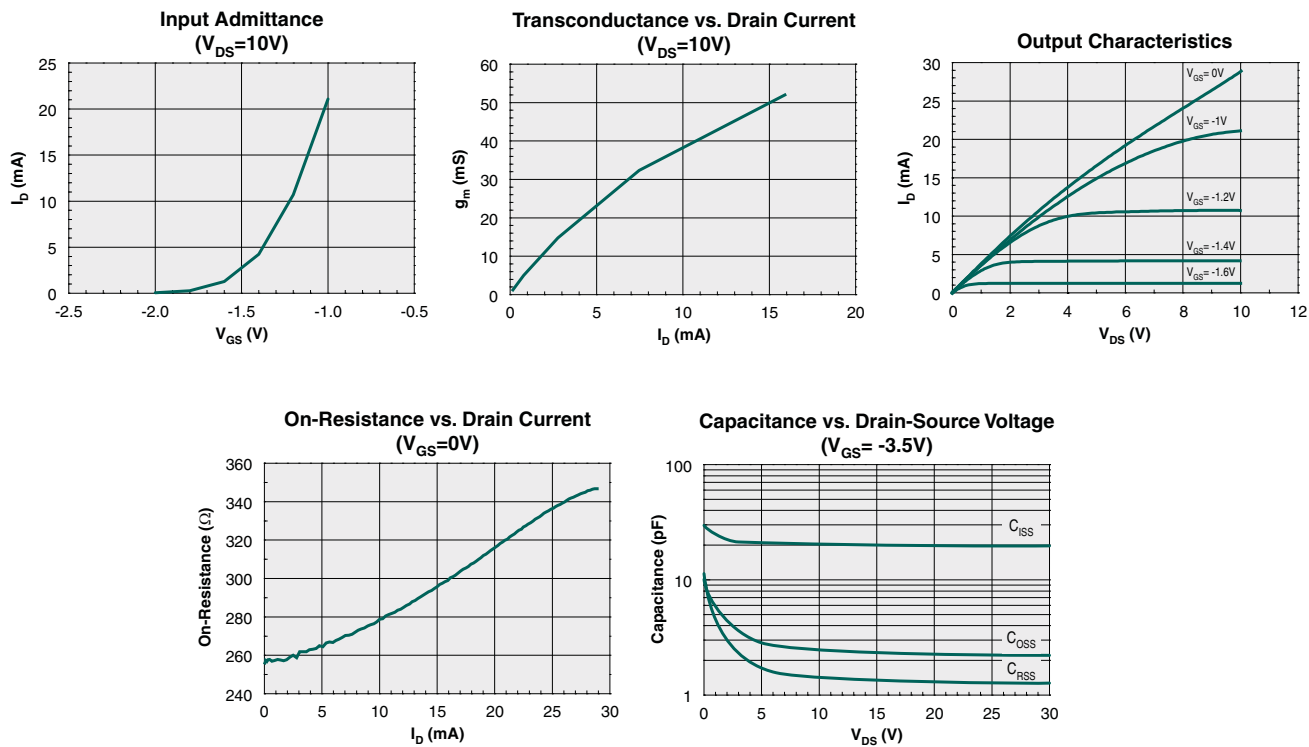 Input Admittance
(VDS=10V)
25
20
15
10
5
0
-2.5 -2.0 -1.5 -1.0 -0.5
ID (mA)
VGS (V)
Transconductance vs. Drain Current
(VDS=10V)
60
50
40
30
20
10
0
0 5 10 15 20
gm (mS)
ID (mA)
Output Characteristics
30
25
20
15
10
5
0
0 2 4 6 8 10 12
ID (mA)
VDS (V)
VGS= 0V
VGS= -1V
VGS= -1.2V
VGS= -1.4V
VGS= -1.6V
On-Resistance vs. Drain Current
(VGS=0V)
360
340
320
300
280
260
240
0 5 10 15 20 25 30
On-Resistance (Ω)
ID (mA)
Capacitance vs. Drain-Source Voltage
(VGS= -3.5V)
100
10
1
0 5 10 15 20 25 30
Capacitance (pF)
VDS (V)
CISS
COSS
CRSS